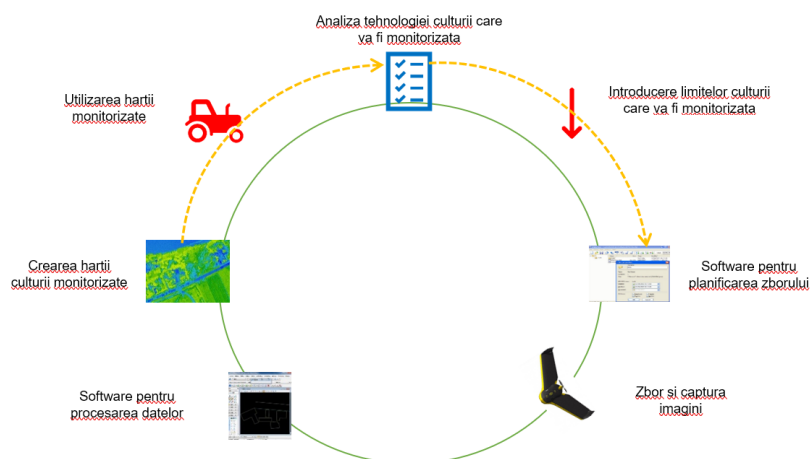 Analiza tehnologiei culturii care
va fi monitorizata
Utilizarea hartii
monitorizate
Introducere limitelor culturii
care va fi monitorizata
Crearea hartii
culturii monitorizate
Software pentru
planificarea zborului
Software pentru
procesarea datelor
Zbor si captura
imagini